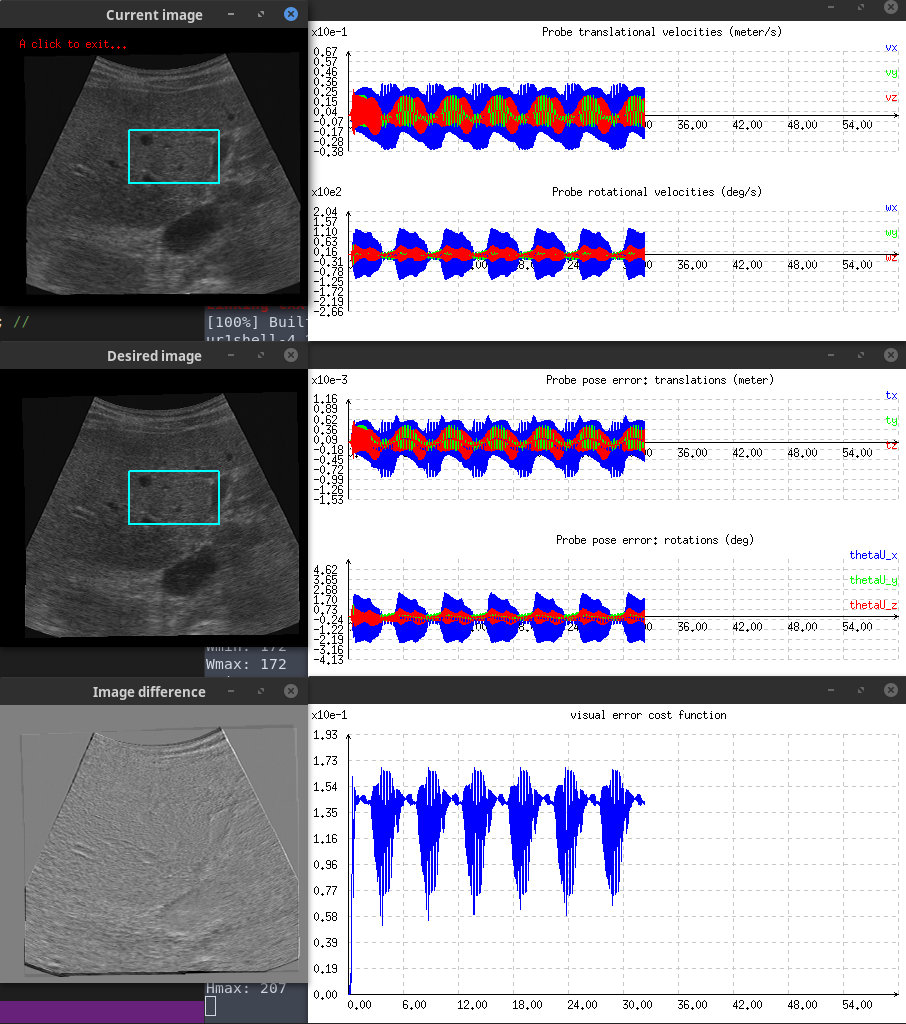 Current image
A click to exit...
; //
[100%] Buil
Desired image
Wmin: 172
Wmax: 172
Image difference
Hmax: 207
x10e-1
Probe translational velocities (meter/s)
0.67
0.57
0.46
0.36
0.25
0.15
0.04
-0.07
-0.17
-0.28
-0.38
vx
vy
vz
36.00 42.00 48.00 54.00
x10e2
Probe rotational velocities (deg/s)
2.04
1.57
1.10
0.63
0.16
-0.31
-0.78
-1.25
-1.72
-2.19
-2.66
wx
wy
wz
36.00 42.00 48.00 54.00
x10e-3
Probe pose error: translations (meter)
1.16
0.89
0.62
0.36
0.09
-0.18
-0.45
-0.72
-0.99
-1.26
-1.53
tx
ty
tz
36.00 42.00 48.00 54.00
Probe pose error: rotations (deg)
4.62
3.65
2.68
1.70
0.73
-0.24
-1.22
-2.19
-3.16
-4.13
thetaU_x
thetaU_y
thetaU_z
36.00 42.00 48.00 54.00
x10e-1
visual error cost function
1.93
1.73
1.54
1.35
1.16
0.96
0.77
0.58
0.39
0.19
0.00
0.00 6.00 12.00 18.00 24.00 30.00 36.00 42.00 48.00 54.00